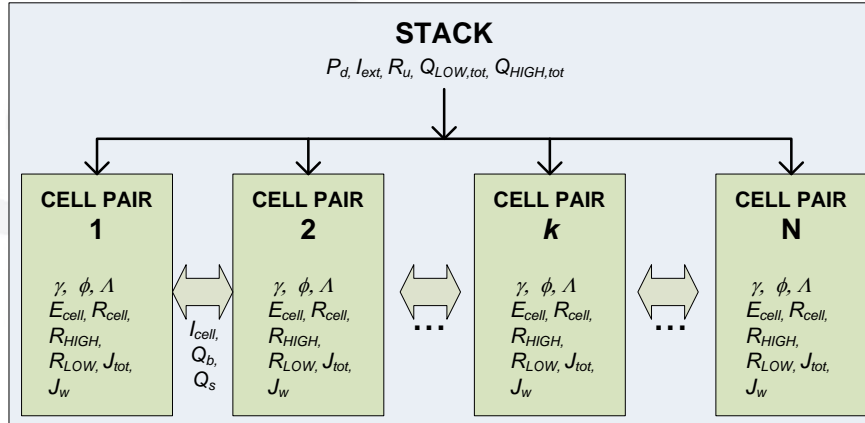 STACK
P_d, I_ext, R_u, Q_LOW,tot, Q_HIGH,tot
CELL PAIR
1
γ, ϕ, Λ
E_cell, R_cell,
R_HIGH,
R_LOW, J_tot,
J_w
I_cell,
Q_b,
Q_s
CELL PAIR
2
γ, ϕ, Λ
E_cell, R_cell,
R_HIGH,
R_LOW, J_tot,
J_w
...
CELL PAIR
k
γ, ϕ, Λ
E_cell, R_cell,
R_HIGH,
R_LOW, J_tot,
J_w
...
CELL PAIR
N
γ, ϕ, Λ
E_cell, R_cell,
R_HIGH,
R_LOW, J_tot,
J_w